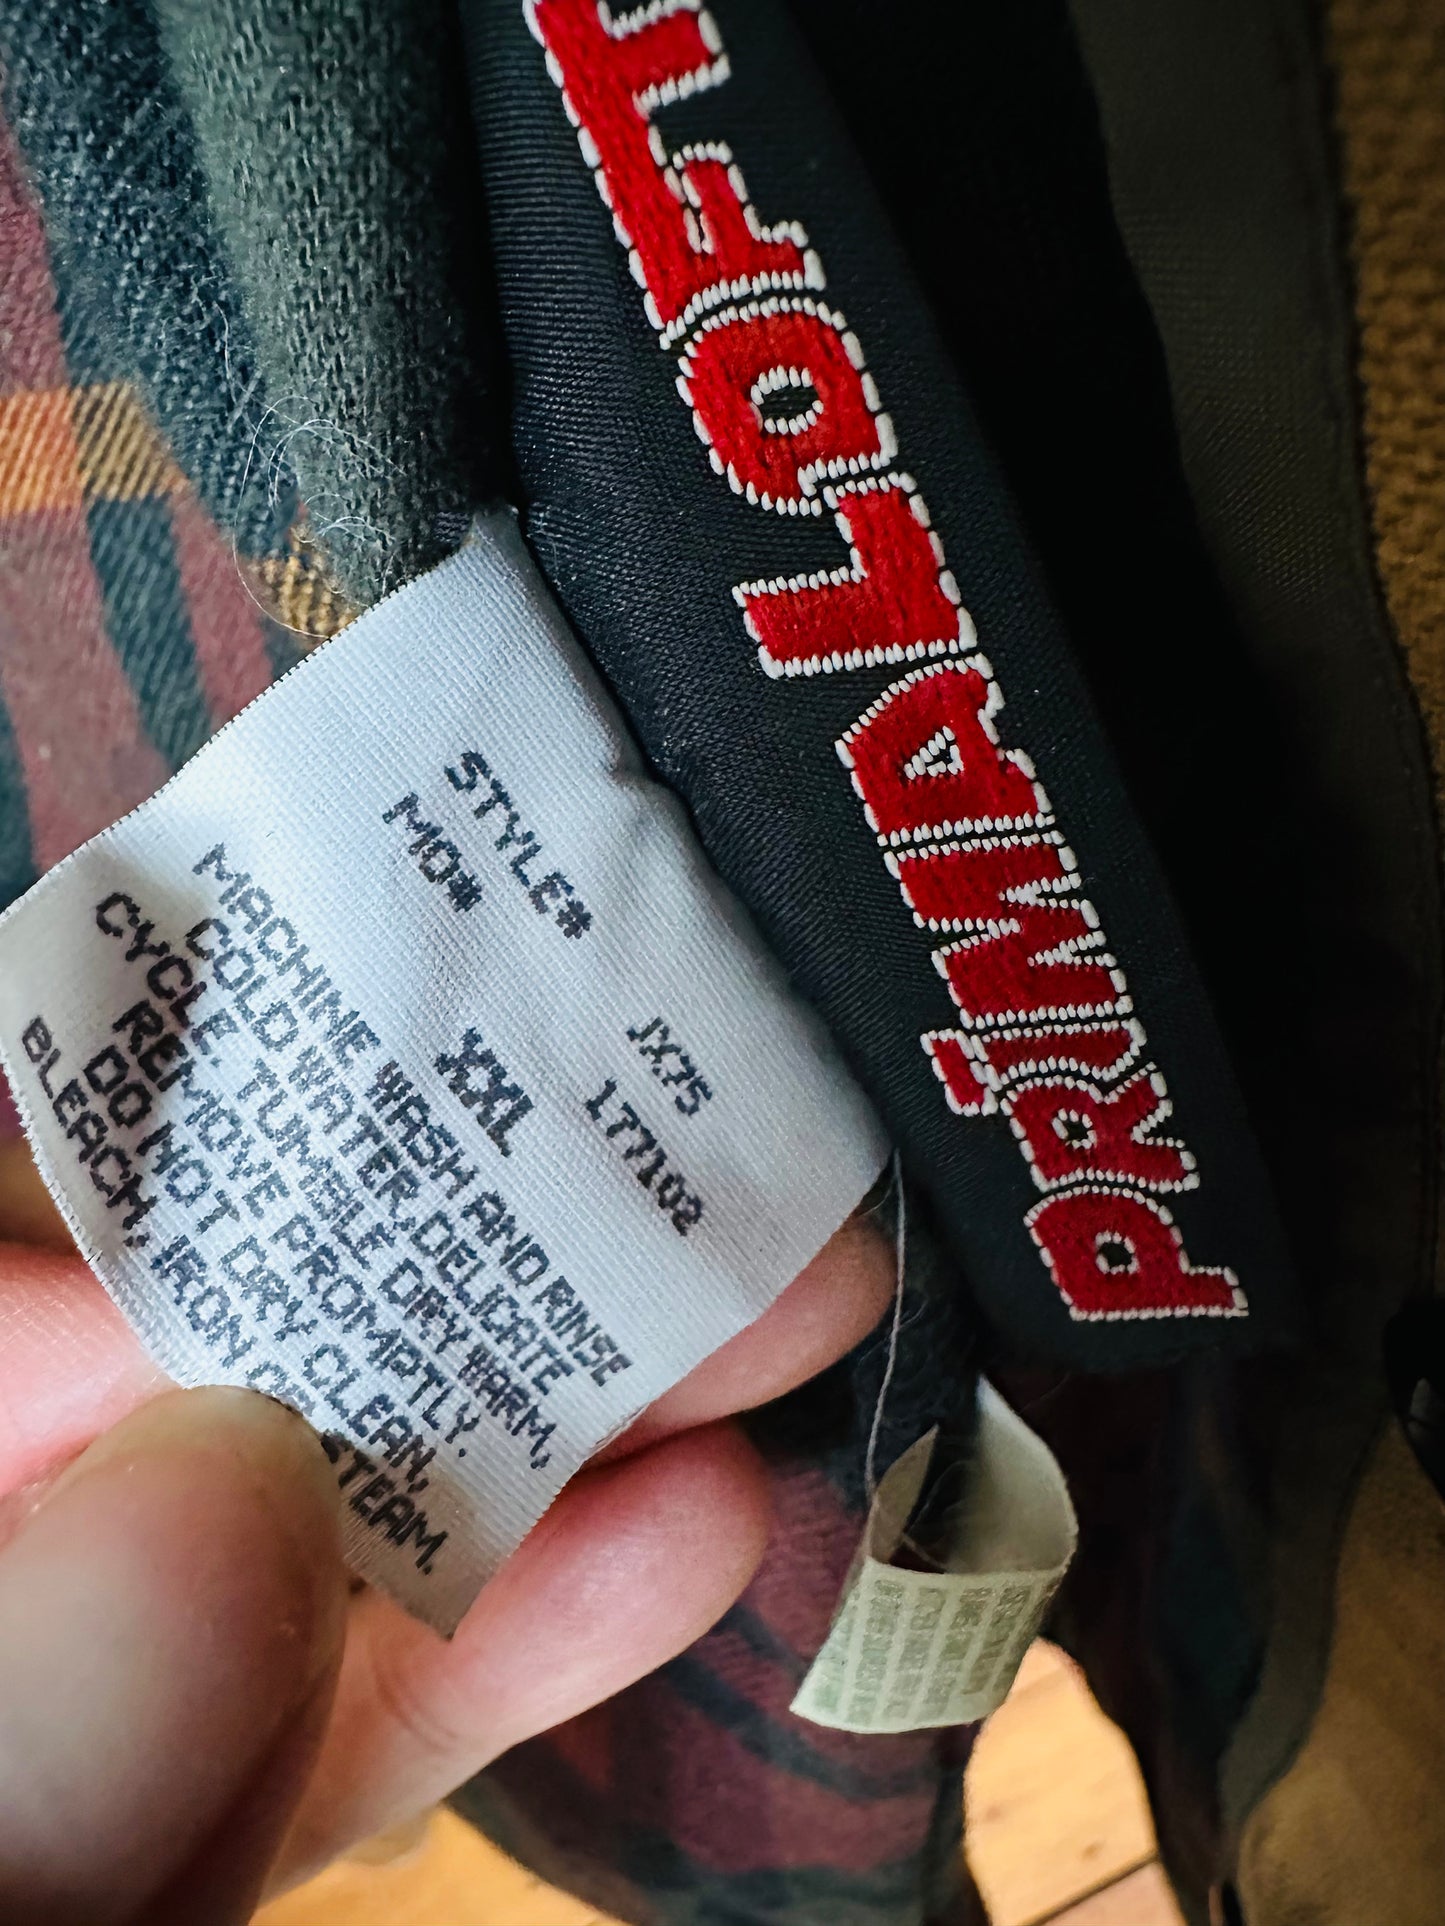 PRIMALOFT
STYLE# JX75
MO# 177102
XXL
MACHINE WASH AND RINSE
COLD WATER, DELICATE
CYCLE. TUMBLE DRY WARM,
REMOVE PROMPTLY.
DO NOT DRY CLEAN,
BLEACH, IRON STEAM.